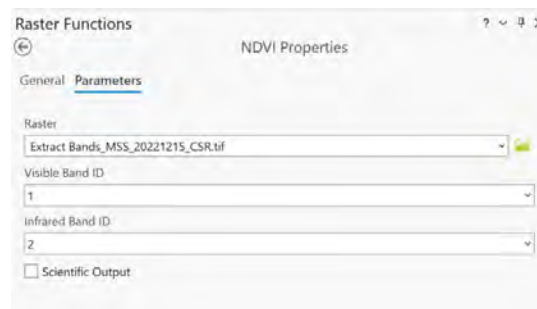 Raster Functions
NDVI Properties
General Parameters
Raster
Extract Bands_MSS_20221215_CSR.tif
Visible Band ID
1
Infrared Band ID
2
Scientific Output